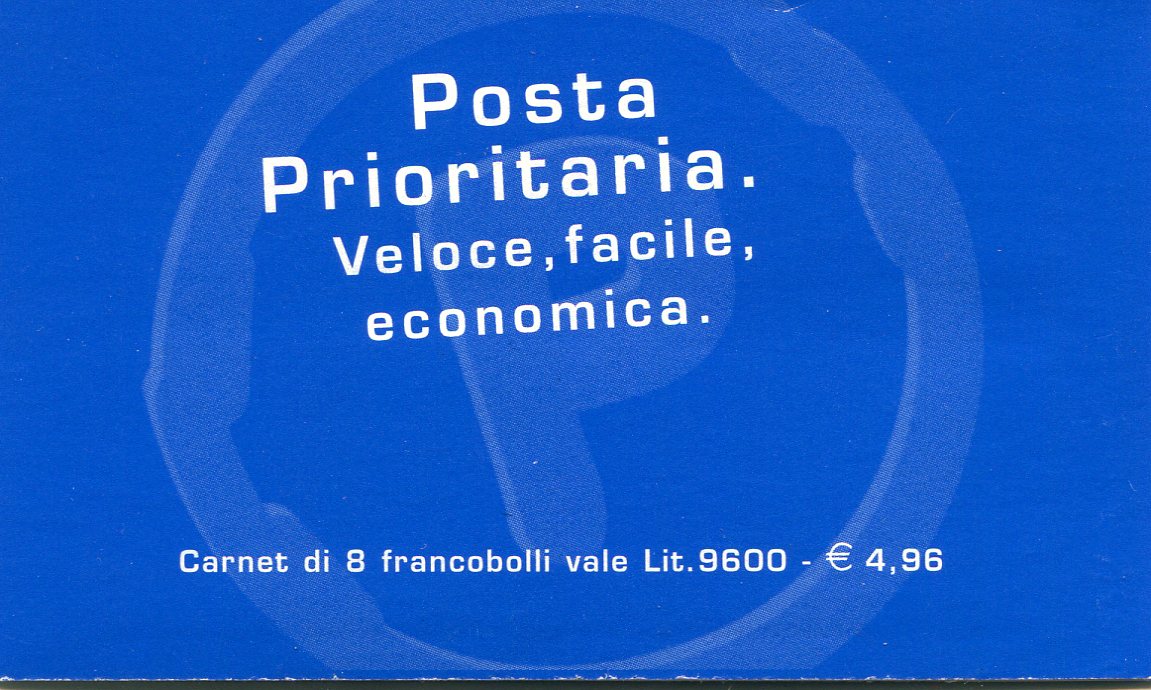 Posta
Prioritaria.
Veloce, facile,
economica.
P
Carnet di 8 francobolli vale Lit.9600 - € 4,96